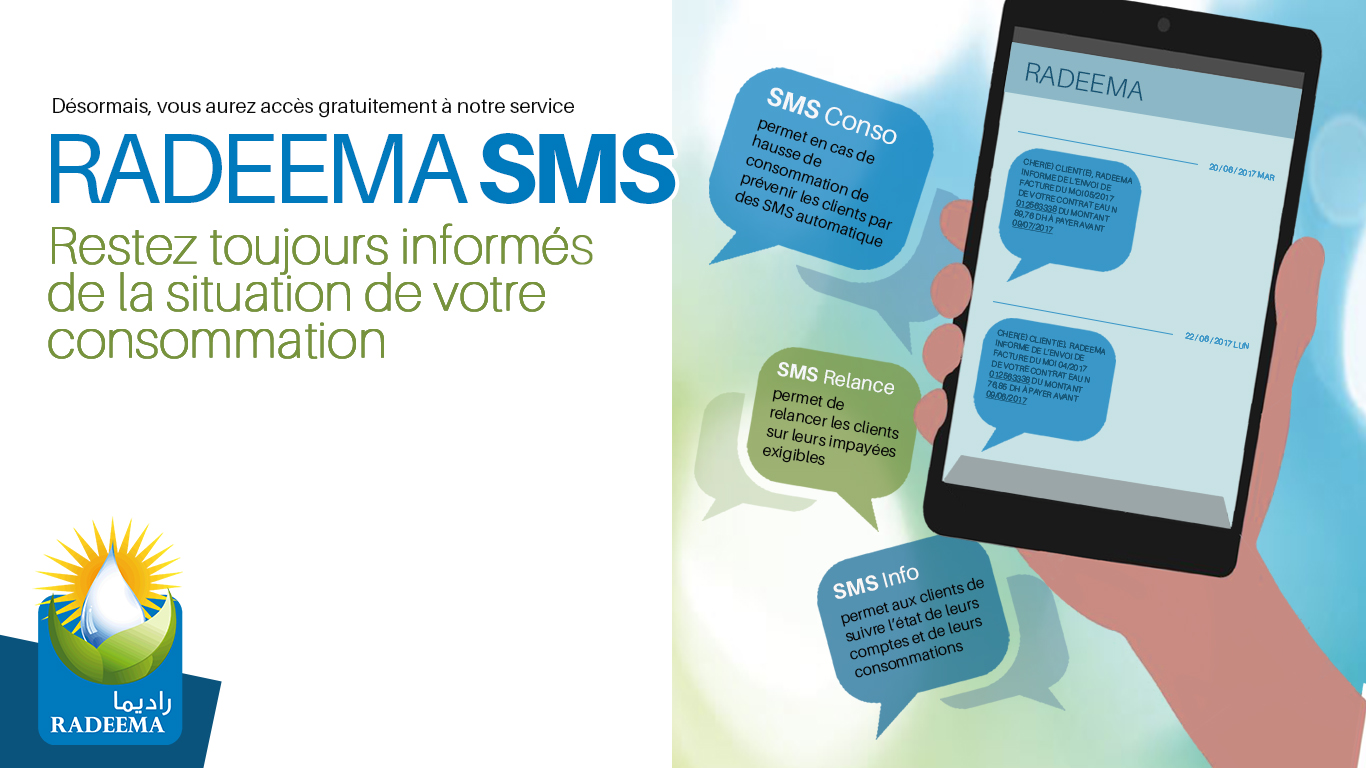 Désormais, vous aurez accès gratuitement à notre service
RADEEMA SMS
Restez toujours informés
de la situation de votre
consommation
راديما
RADEEMA
SMS Conso
permet en cas de
hausse de
consommation de
prévenir les clients par
des SMS automatique
SMS Relance
permet de
relancer les clients
sur leurs impayées
exigibles
SMS Info
permet aux clients de
suivre l'état de leurs
comptes et de leurs
consommations
RADEEMA
20 / 06 / 2017 MAR
CHER(E) CLIENT(E), RADEEMA
INFORME DE L'ENVOI DE
FACTURE DU MOI 05/2017
DE VOTRE CONTRAT EAU N
012563338 DU MONTANT
89,76 DH À PAYER AVANT
09/07/2017
22 / 06 / 2017 LUN
CHER(E) CLIENT(E), RADEEMA
INFORME DE L'ENVOI DE
FACTURE DU MOI 04/2017
DE VOTRE CONTRAT EAU N
012563338 DU MONTANT
76,66 DH À PAYER AVANT
09/06/2017